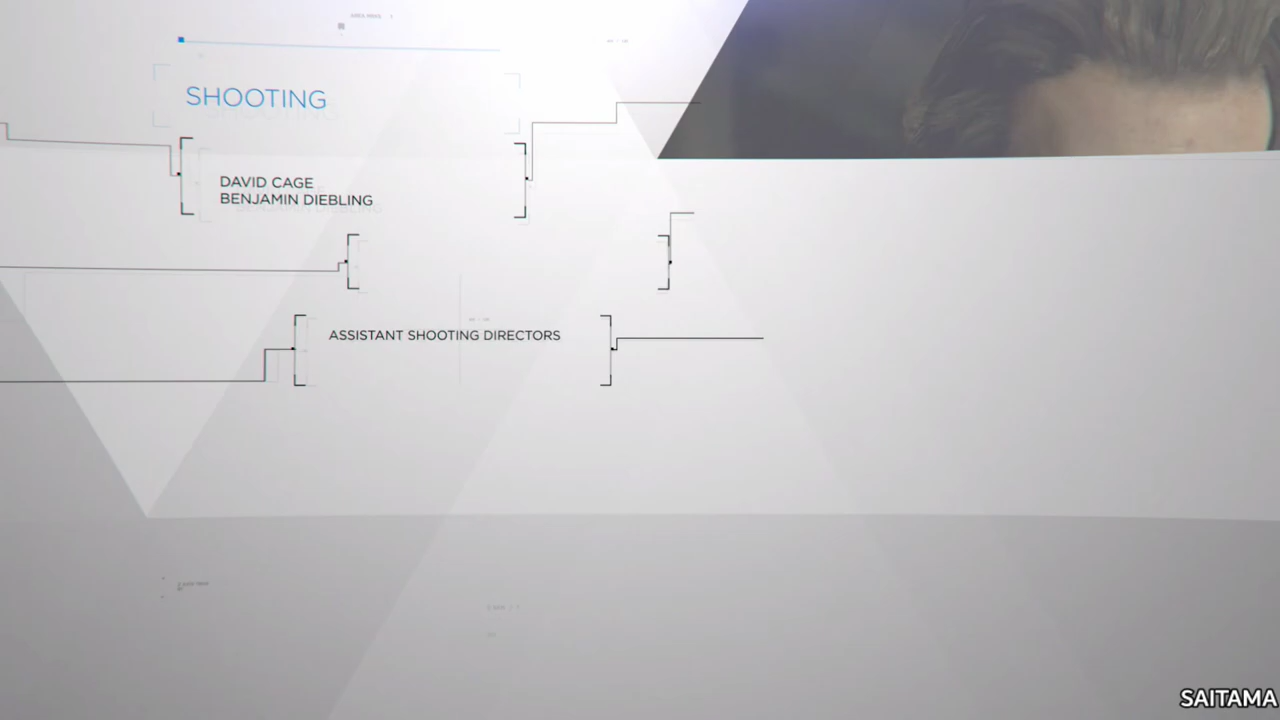 SHOOTING
DAVID CAGE
BENJAMIN DIEBLING
ASSISTANT SHOOTING DIRECTORS
SAITAMA